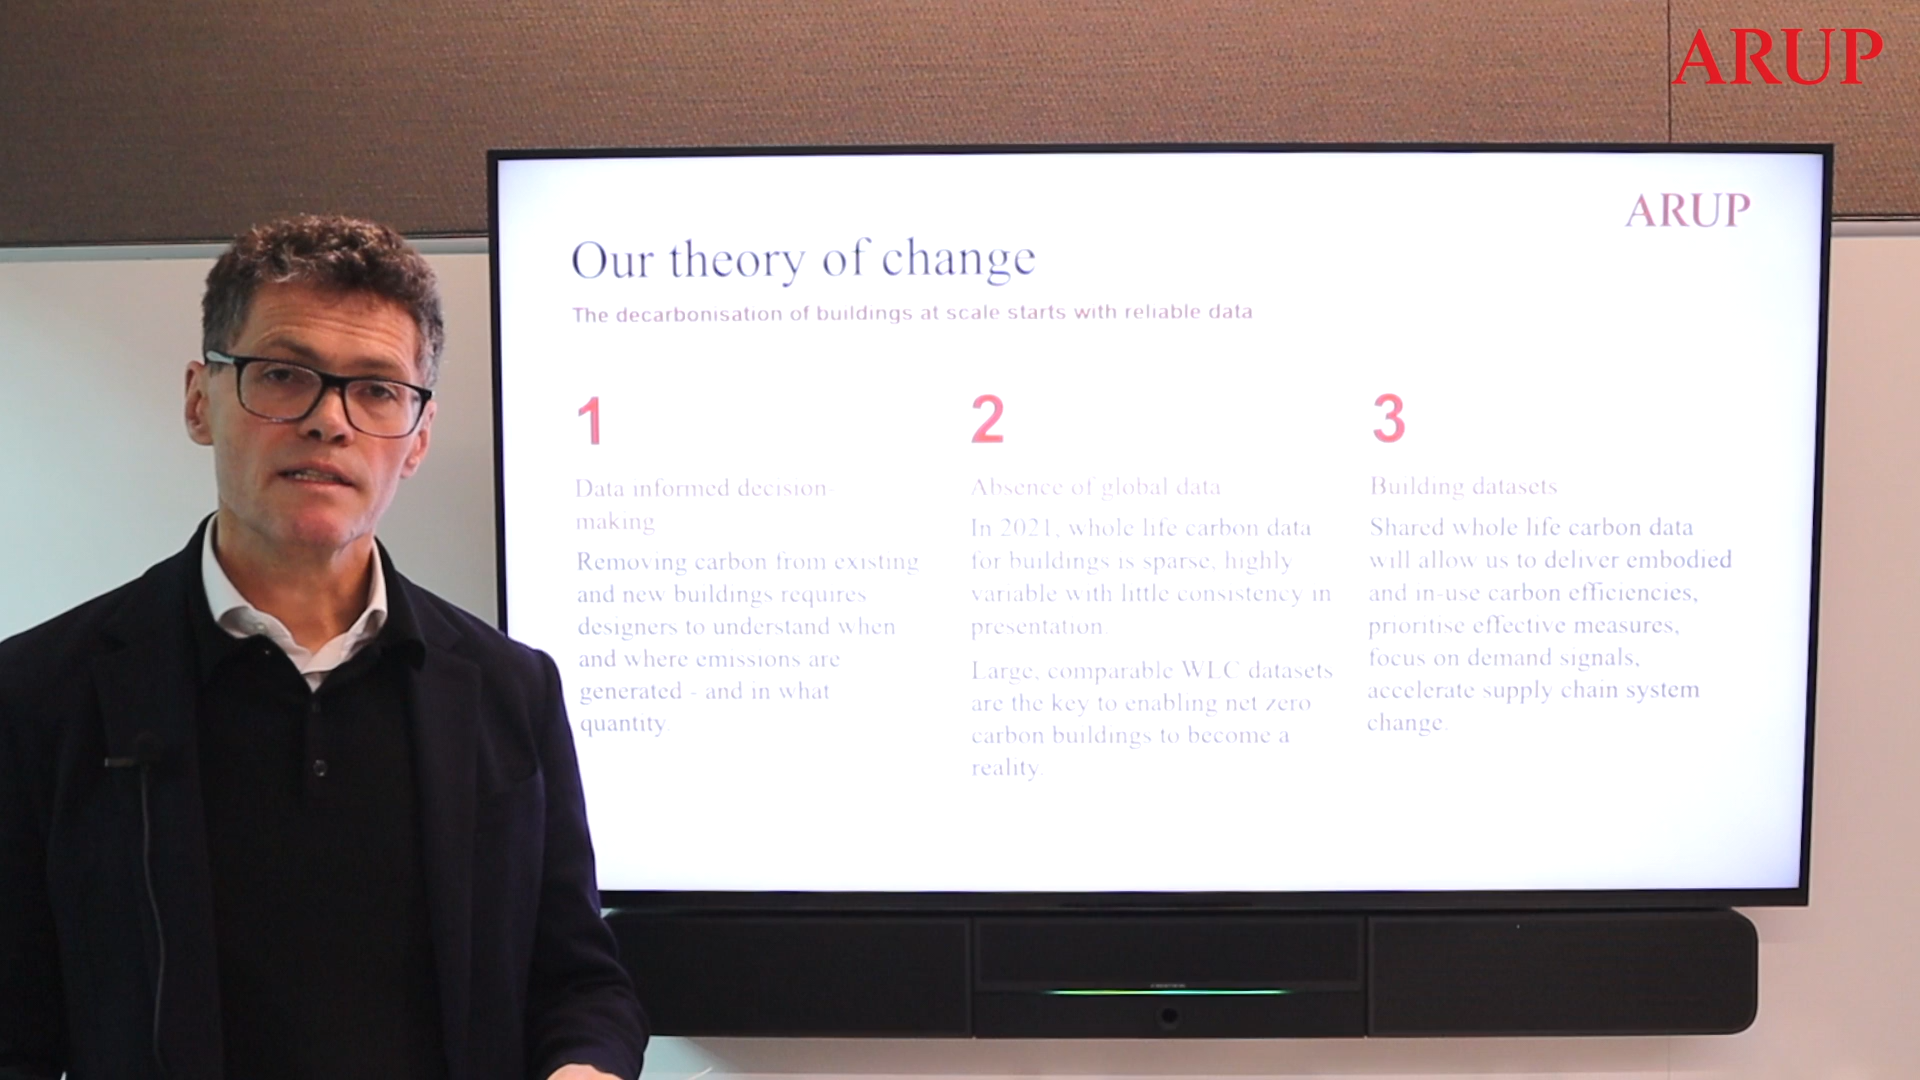 ARUP
ARUP
Our theory of change
The decarbonisation of buildings at scale starts with reliable data
1
Data informed decision-
making
Removing carbon from existing
and new buildings requires
designers to understand when
and where emissions are
generated - and in what
quantity.
2
Absence of global data
In 2021, whole life carbon data
for buildings is sparse, highly
variable with little consistency in
presentation.
Large, comparable WLC datasets
are the key to enabling net zero
carbon buildings to become a
reality.
3
Building datasets
Shared whole life carbon data
will allow us to deliver embodied
and in-use carbon efficiencies,
prioritise effective measures,
focus on demand signals,
accelerate supply chain system
change.